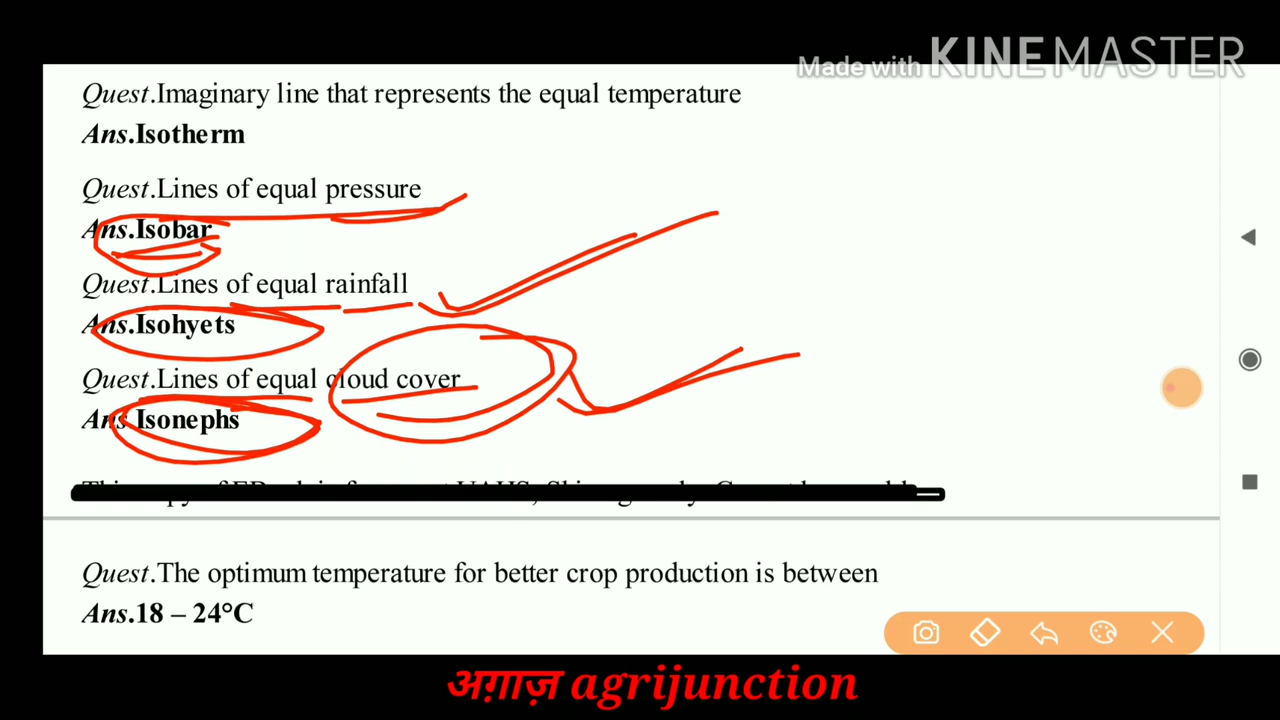 Made with KINEMASTER
Quest.Imaginary line that represents the equal temperature
Ans.Isotherm
Quest.Lines of equal pressure
Ans.Isobar
Quest.Lines of equal rainfall
Ans.Isohyets
Quest.Lines of equal cloud cover
Ans.Isonephs
Quest.The optimum temperature for better crop production is between
Ans.18 – 24°C
अग़ाज़ agrijunction